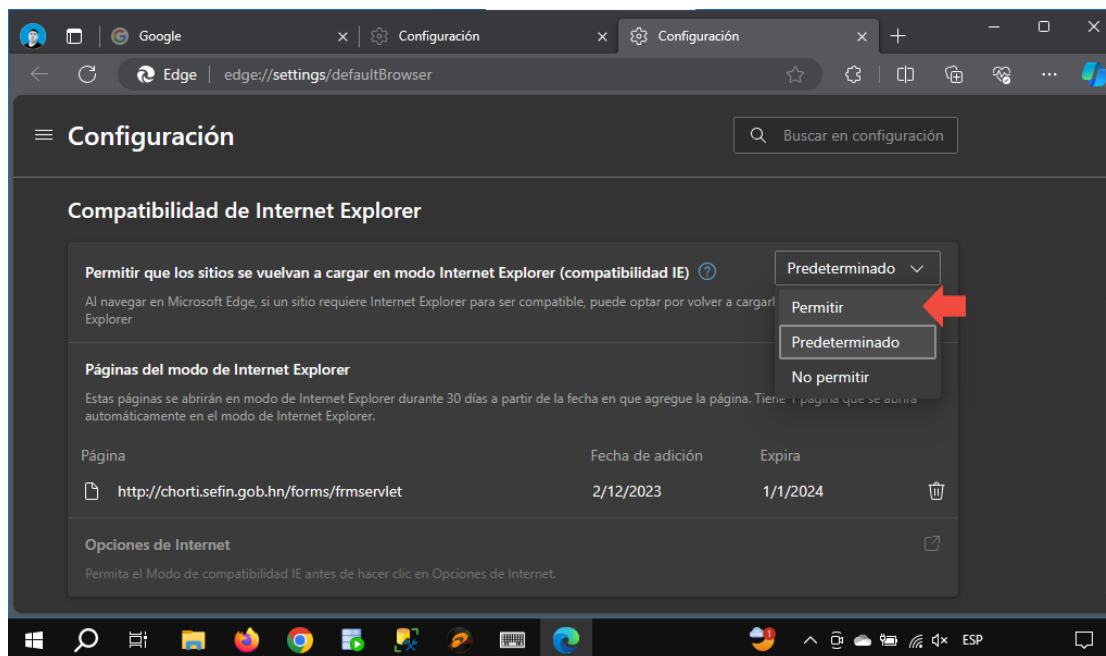 Google
Configuración
Configuración
Edge
edge://settings/defaultBrowser
Configuración
Buscar en configuración
Compatibilidad de Internet Explorer
Permitir que los sitios se vuelvan a cargar en modo Internet Explorer (compatibilidad IE)
Predeterminado
Al navegar en Microsoft Edge, si un sitio requiere Internet Explorer para ser compatible, puede optar por volver a
Explorer
Permitir
Predeterminado
No permitir
Páginas del modo de Internet Explorer
Estas páginas se abrirán en modo de Internet Explorer durante 30 días a partir de la fecha en que agregue la página. Tiene 1 página que se abrirá
automáticamente en el modo de Internet Explorer.
Página
Fecha de adición
Expira
http://chorti.sefin.gob.hn/forms/frmservlet
2/12/2023
1/1/2024
Opciones de Internet
Permita el Modo de compatibilidad IE antes de hacer clic en Opciones de Internet.
1
ESP